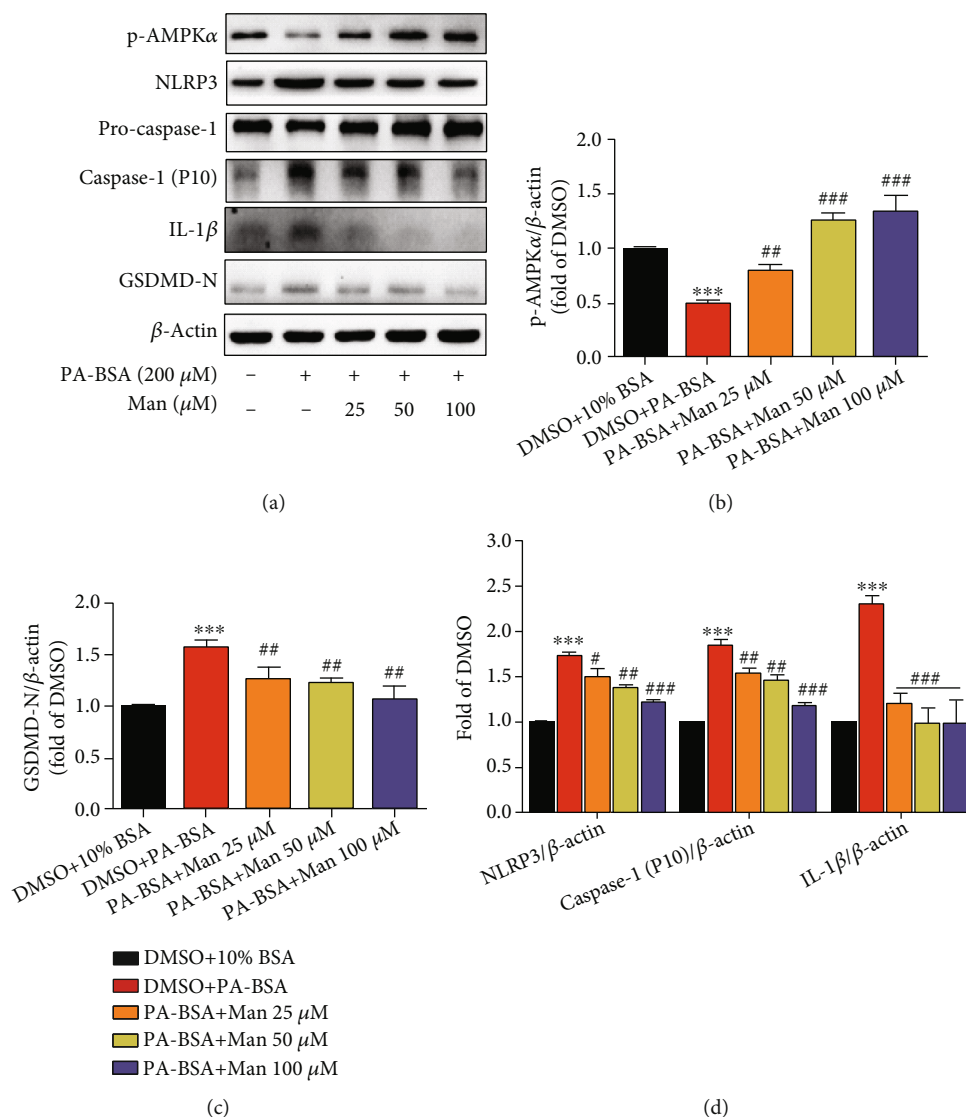 p-AMPKα
NLRP3
Pro-caspase-1
Caspase-1 (P10)
IL-1β
GSDMD-N
β-Actin
PA-BSA (200 μM) – + + + +
Man (μM) – – 25 50 100
(a)
p-AMPKα/β-actin
(fold of DMSO)
2.0
1.5
1.0
0.5
0.0
***
##
###
###
DMSO+10% BSA
DMSO+PA-BSA
PA-BSA+Man 25 μM
PA-BSA+Man 50 μM
PA-BSA+Man 100 μM
(b)
GSDMD-N/β-actin
(fold of DMSO)
2.0
1.5
1.0
0.5
0.0
***
##
##
##
DMSO+10% BSA
DMSO+PA-BSA
PA-BSA+Man 25 μM
PA-BSA+Man 50 μM
PA-BSA+Man 100 μM
DMSO+10% BSA
DMSO+PA-BSA
PA-BSA+Man 25 μM
PA-BSA+Man 50 μM
PA-BSA+Man 100 μM
(c)
Fold of DMSO
3.0
2.5
2.0
1.5
1.0
0.5
0.0
***
#
##
###
***
##
##
###
***
###
NLRP3/β-actin
Caspase-1 (P10)/β-actin
IL-1β/β-actin
(d)